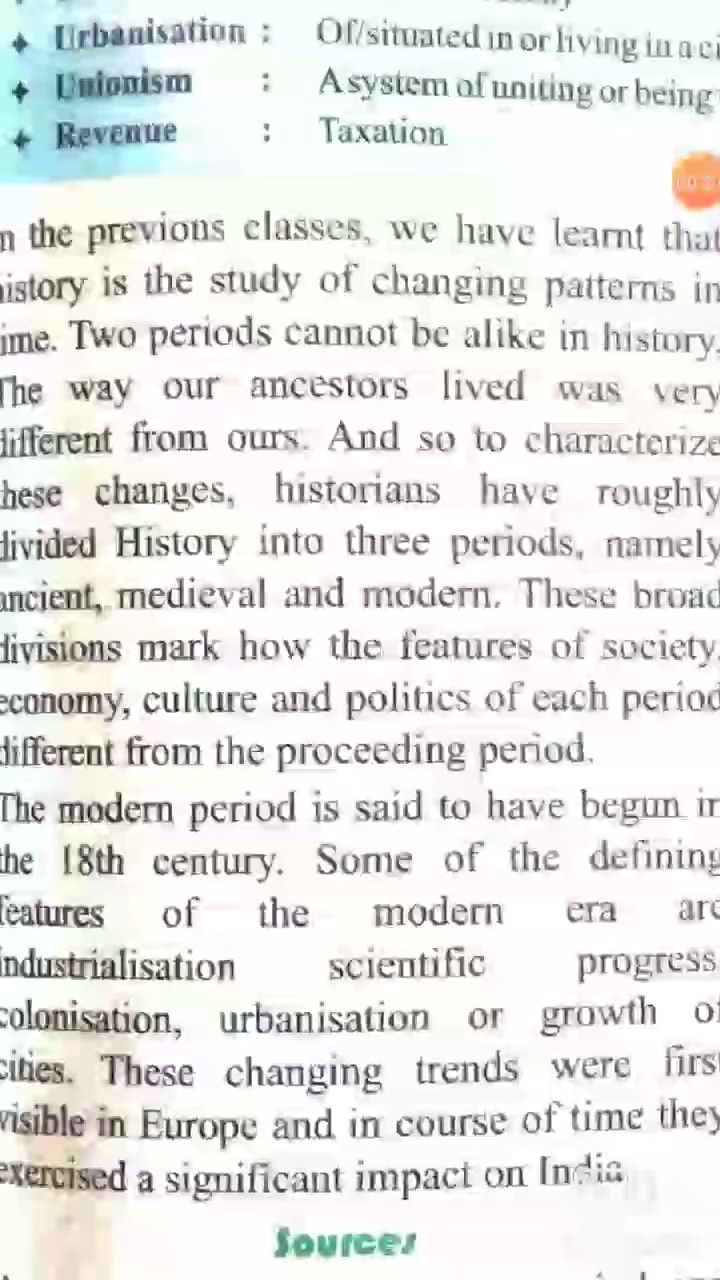 Urbanisation : Of/situated in or living in a ci
Unionism : A system of uniting or being
Revenue : Taxation
n the previous classes, we have learnt that
istory is the study of changing patterns in
ime. Two periods cannot be alike in history.
The way our ancestors lived was very
different from ours. And so to characterize
hese changes, historians have roughly
divided History into three periods, namely
ancient, medieval and modern. These broad
divisions mark how the features of society,
economy, culture and politics of each period
different from the proceeding period.
The modern period is said to have begun in
the 18th century. Some of the defining
features of the modern era are
industrialisation scientific progress
colonisation, urbanisation or growth of
cities. These changing trends were first
visible in Europe and in course of time they
exercised a significant impact on India
Sources